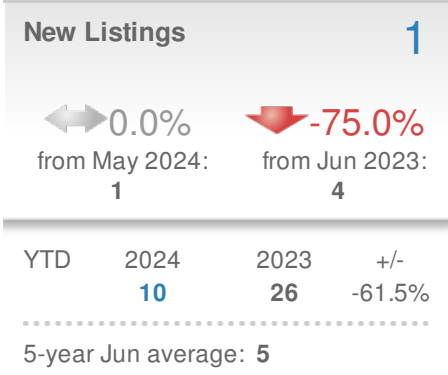 New Listings 1
0.0% -75.0%
from May 2024: from Jun 2023:
1 4
YTD 2024 2023 +/-
10 26 -61.5%
5-year Jun average: 5